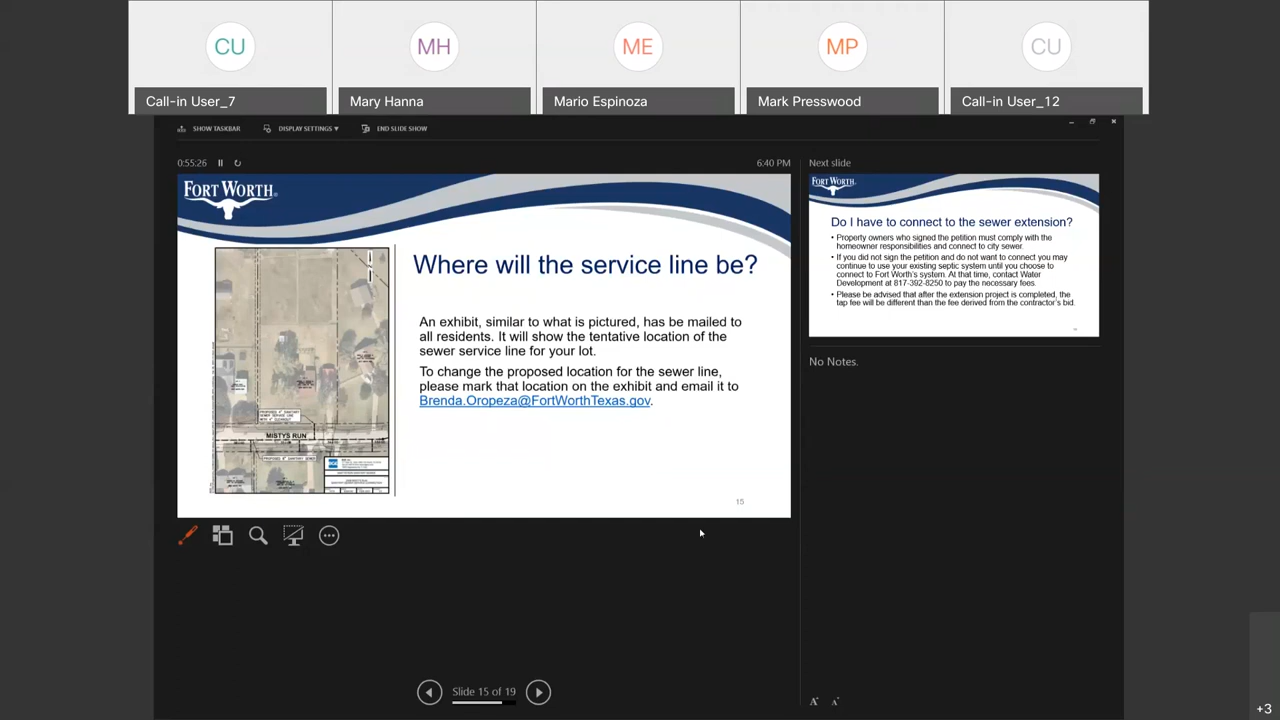 CU
MH
ME
MP
CU
Call-in User_7
Mary Hanna
Mario Espinoza
Mark Presswood
Call-in User_12
SHOW TASKBAR
DISPLAY SETTINGS
END SLIDE SHOW
0:55:26
6:40 PM
FORT WORTH
Where will the service line be?
An exhibit, similar to what is pictured, has be mailed to
all residents. It will show the tentative location of the
sewer service line for your lot.
To change the proposed location for the sewer line,
please mark that location on the exhibit and email it to
Brenda.Oropeza@FortWorthTexas.gov.
MISTYS RUN
15
Next slide
FORT WORTH
Do I have to connect to the sewer extension?
• Property owners who signed the petition must comply with the
homeowner responsibilities and connect to city sewer.
• If you did not sign the petition and do not want to connect you may
continue to use your existing septic system until you choose to
connect to Fort Worth's system. At that time, contact Water
Development at 817-392-8250 to pay the necessary fees.
• Please be advised that after the extension project is completed, the
tap fee will be different than the fee derived from the contractor's bid.
No Notes.
Slide 15 of 19
A
A
+3